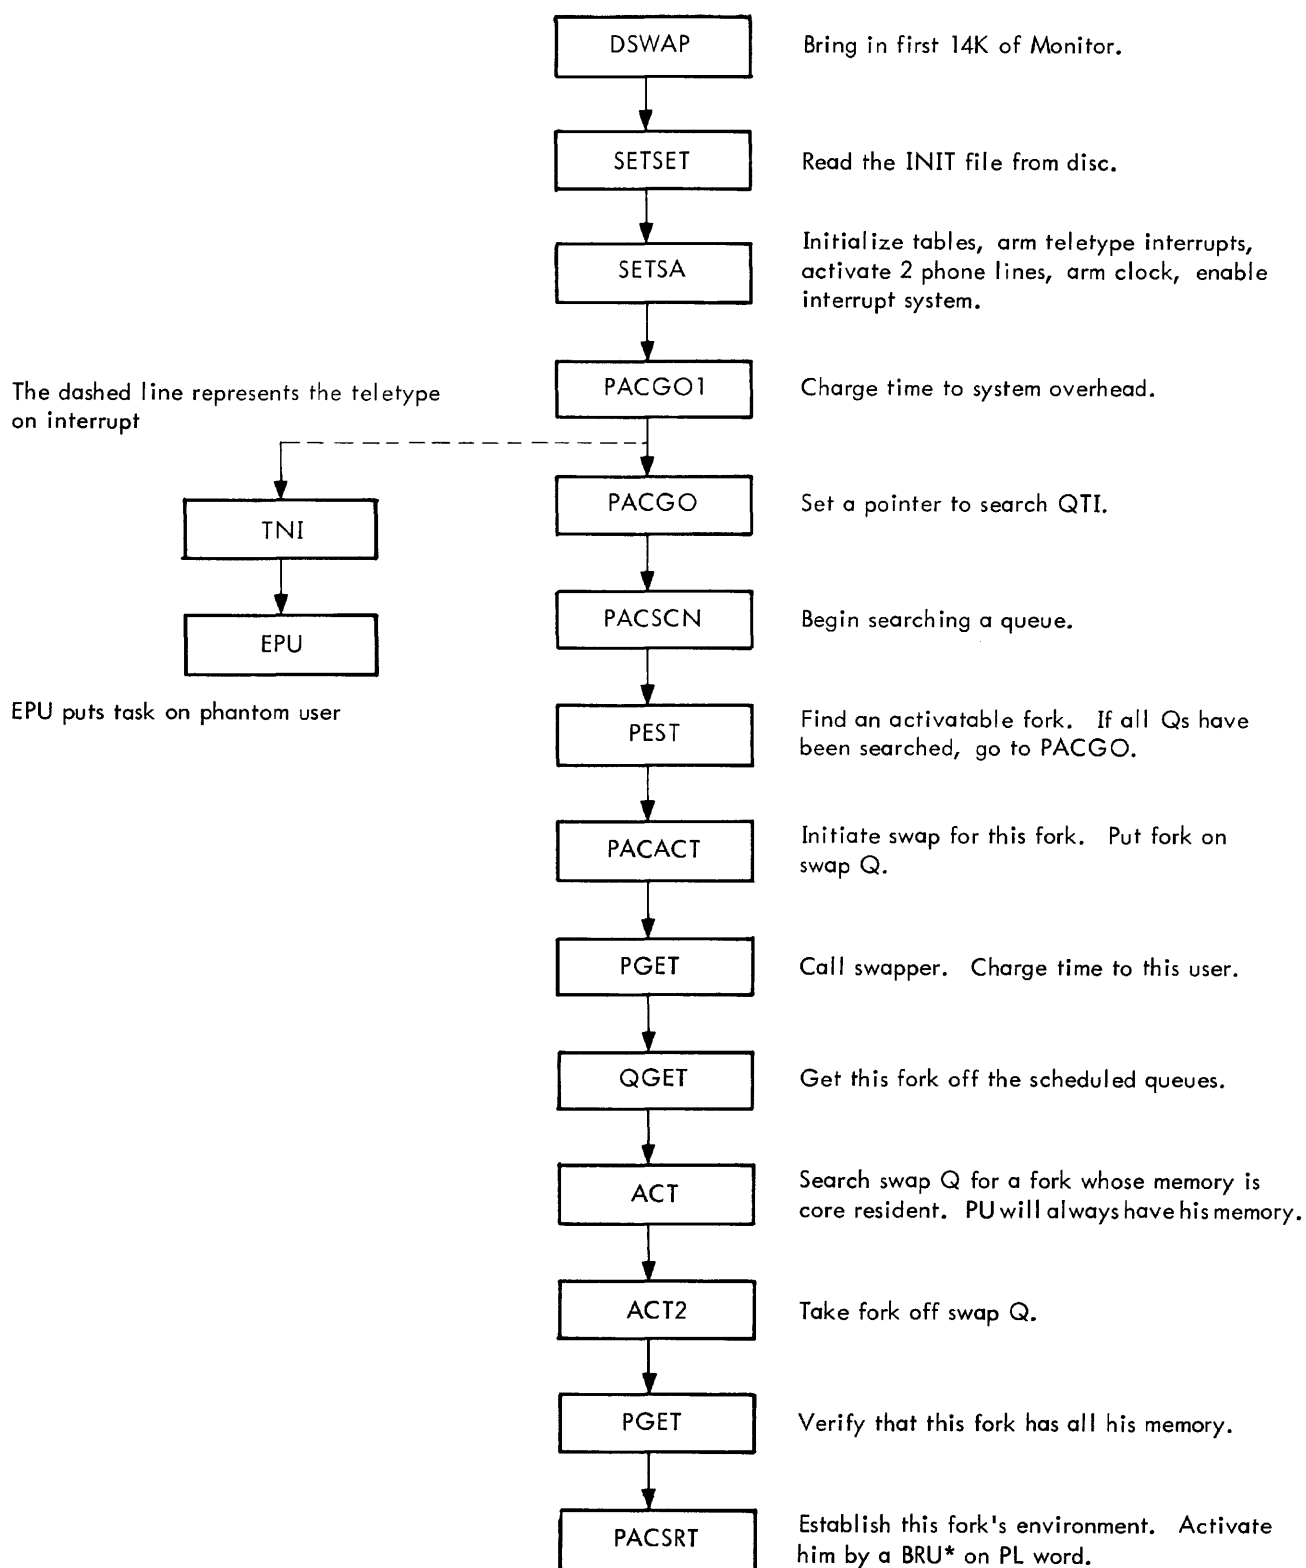 DSWAP
Bring in first 14K of Monitor.
SETSET
Read the INIT file from disc.
SETSA
Initialize tables, arm teletype interrupts,
activate 2 phone lines, arm clock, enable
interrupt system.
PACGO1
Charge time to system overhead.
The dashed line represents the teletype
on interrupt
TNI
EPU
EPU puts task on phantom user
PACGO
Set a pointer to search QTI.
PACSCN
Begin searching a queue.
PEST
Find an activatable fork. If all Qs have
been searched, go to PACGO.
PACACT
Initiate swap for this fork. Put fork on
swap Q.
PGET
Call swapper. Charge time to this user.
QGET
Get this fork off the scheduled queues.
ACT
Search swap Q for a fork whose memory is
core resident. PU will always have his memory.
ACT2
Take fork off swap Q.
PGET
Verify that this fork has all his memory.
PACSRT
Establish this fork's environment. Activate
him by a BRU* on PL word.